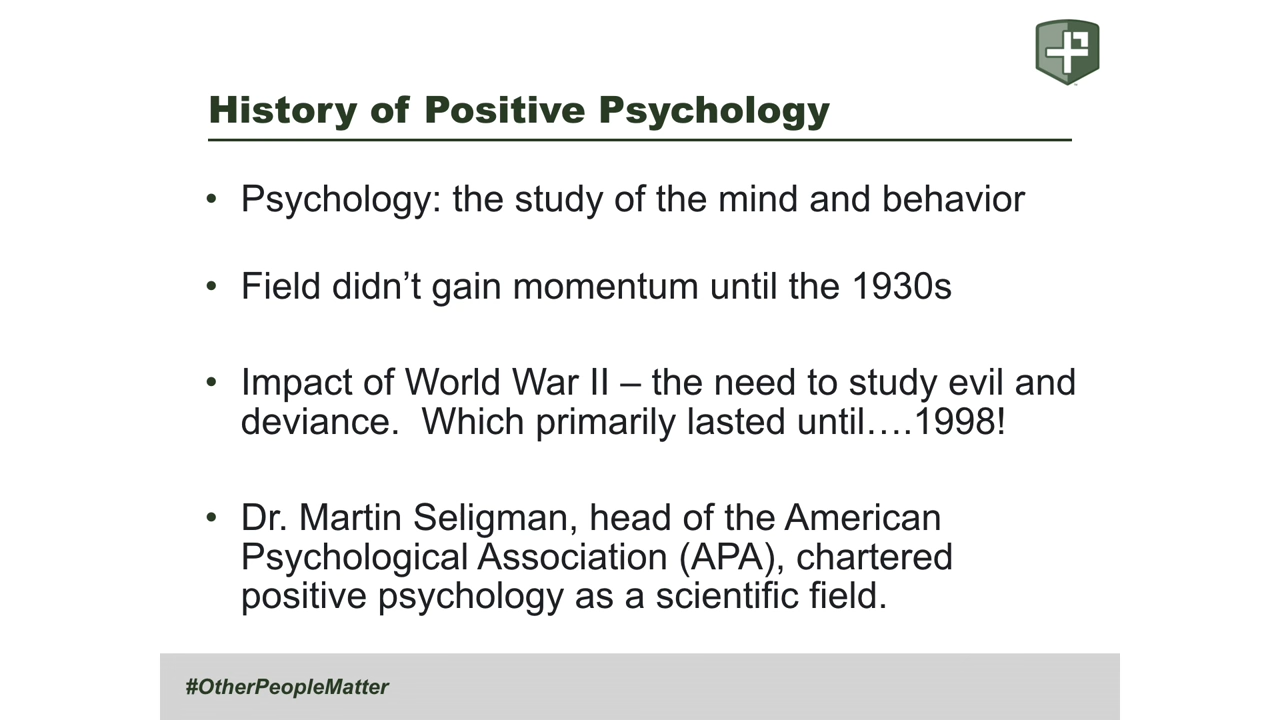 History of Positive Psychology
• Psychology: the study of the mind and behavior
• Field didn’t gain momentum until the 1930s
• Impact of World War II – the need to study evil and
deviance.  Which primarily lasted until….1998!
• Dr. Martin Seligman, head of the American
Psychological Association (APA), chartered
positive psychology as a scientific field.
#OtherPeopleMatter